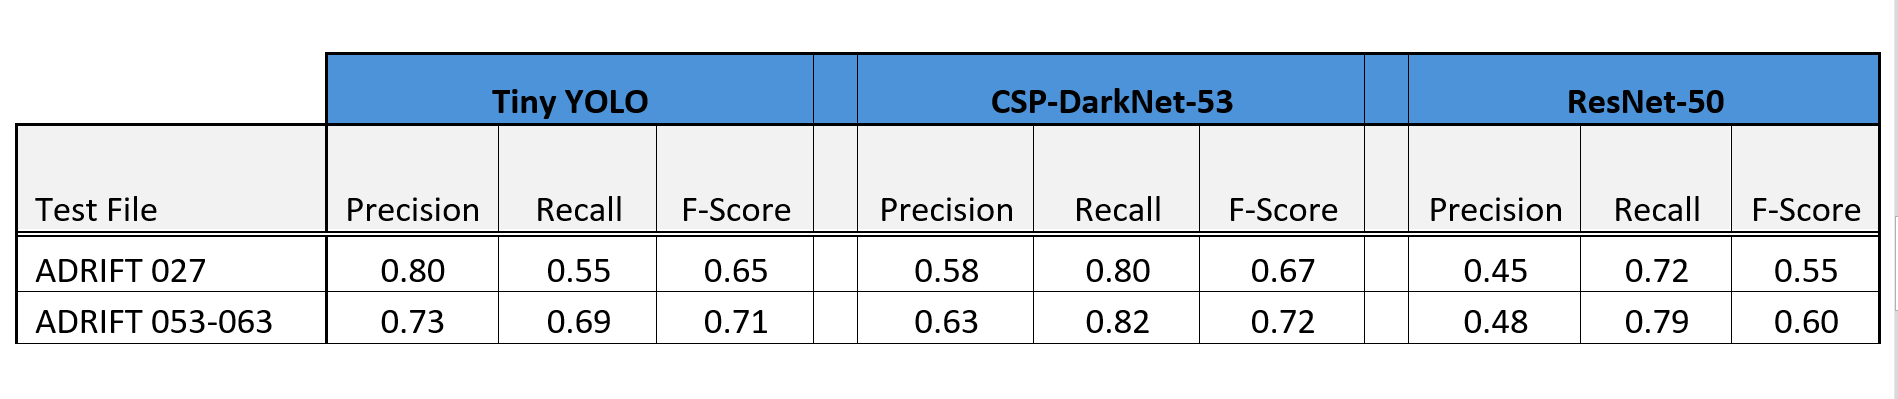 Tiny YOLO CSP-DarkNet-53 ResNet-50
Test File Precision Recall F-Score Precision Recall F-Score Precision Recall F-Score
ADRIFT 027 0.80 0.55 0.65 0.58 0.80 0.67 0.45 0.72 0.55
ADRIFT 053-063 0.73 0.69 0.71 0.63 0.82 0.72 0.48 0.79 0.60